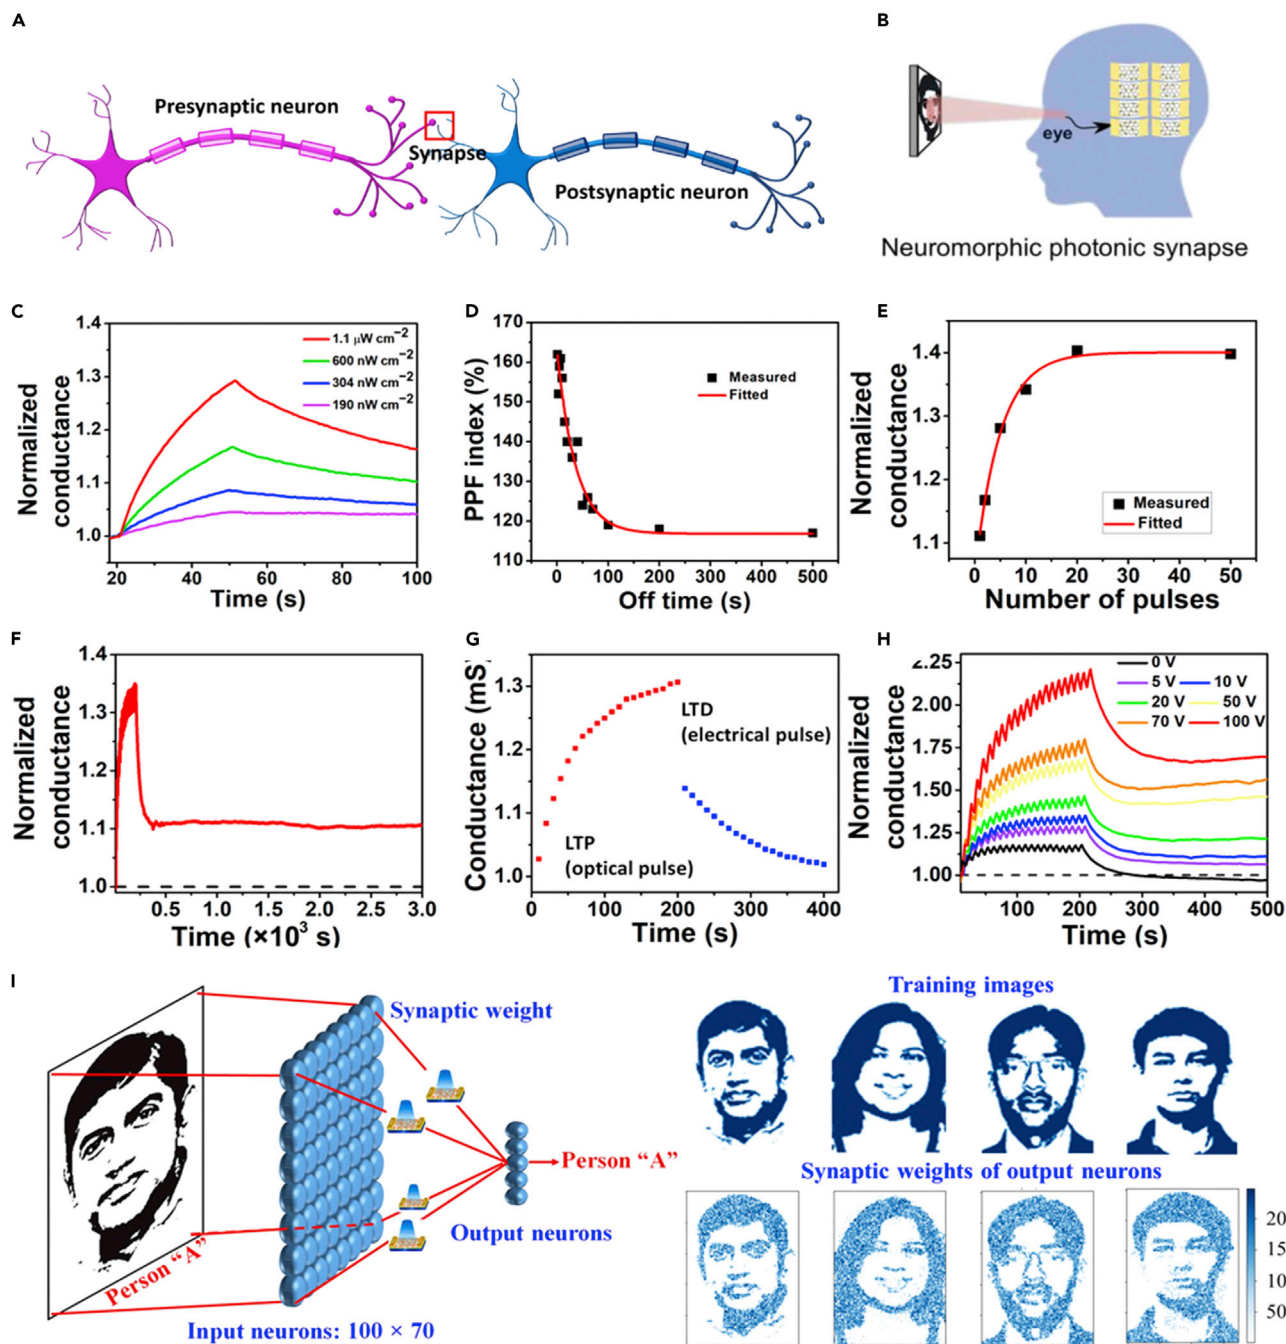 A
Presynaptic neuron
Synapse
Postsynaptic neuron
B
eye
Neuromorphic photonic synapse
C
Normalized
conductance
1.4
1.3
1.2
1.1
1.0
1.1 μW cm⁻²
600 nW cm⁻²
304 nW cm⁻²
190 nW cm⁻²
20 40 60 80 100
Time (s)
D
PPF index (%)
170
160
150
140
130
120
110
Measured
Fitted
0 100 200 300 400 500
Off time (s)
E
Normalized
conductance
1.4
1.3
1.2
1.1
Measured
Fitted
0 10 20 30 40 50
Number of pulses
F
Normalized
conductance
1.4
1.3
1.2
1.1
1.0
0.5 1.0 1.5 2.0 2.5 3.0
Time (×10³ s)
G
Conductance (mS)
1.3
1.2
1.1
1.0
LTD
(electrical pulse)
LTP
(optical pulse)
0 100 200 300 400
Time (s)
H
Normalized
conductance
2.25
2.00
1.75
1.50
1.25
1.00
0 V
5 V 10 V
20 V 50 V
70 V 100 V
100 200 300 400 500
Time (s)
I
Synaptic weight
Person “A”
Output neurons
Person “A”
Input neurons: 100 × 70
Training images
Synaptic weights of output neurons
20
15
10
50